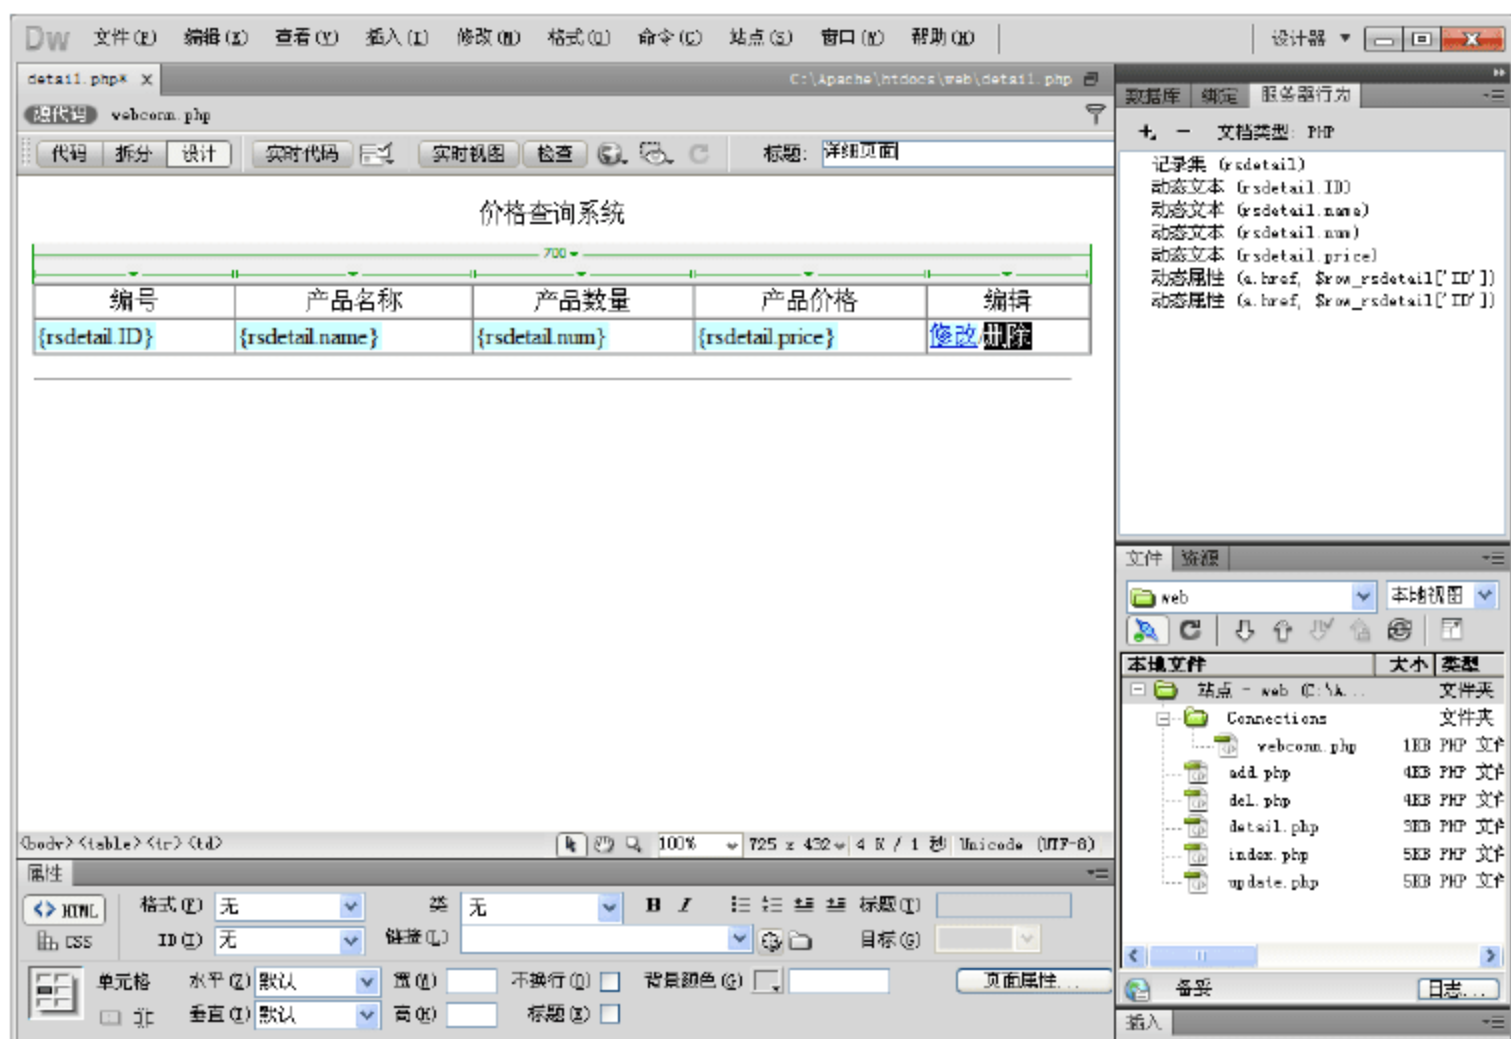 Dw 文件(F) 编辑(E) 查看(V) 插入(I) 修改(M) 格式(O) 命令(C) 站点(S) 窗口(W) 帮助(H) 设计器
detail.php* X C:\Apache\htdocs\web\detail.php
源代码 webconn.php
代码 拆分 设计 实时代码 实时视图 检查 标题: 详细页面
价格查询系统
700
编号 产品名称 产品数量 产品价格 编辑
{rsdetail.ID} {rsdetail.name} {rsdetail.num} {rsdetail.price} 修改/删除
<body> <table> <tr> <td> 100% 725 x 432 4 K / 1 秒 Unicode (UTF-8)
属性
<> HTML 格式(F) 无 类 无 B I 标题(T)
CSS ID(I) 无 链接(L) 目标(G)
单元格 水平(Z) 默认 宽(W) 不换行(O) 背景颜色(G) 页面属性...
垂直(T) 默认 高(H) 标题(E)
数据库 绑定 服务器行为
+ - 文档类型: PHP
记录集 (rsdetail)
动态文本 (rsdetail.ID)
动态文本 (rsdetail.name)
动态文本 (rsdetail.num)
动态文本 (rsdetail.price)
动态属性 (a.href, $row_rsdetail['ID'])
动态属性 (a.href, $row_rsdetail['ID'])
文件 资源
web 本地视图
本地文件 大小 类型
站点 - web (C:\A... 文件夹
Connections 文件夹
webconn.php 1KB PHP 文件
add.php 4KB PHP 文件
del.php 4KB PHP 文件
detail.php 3KB PHP 文件
index.php 5KB PHP 文件
update.php 5KB PHP 文件
备妥 日志...
插入